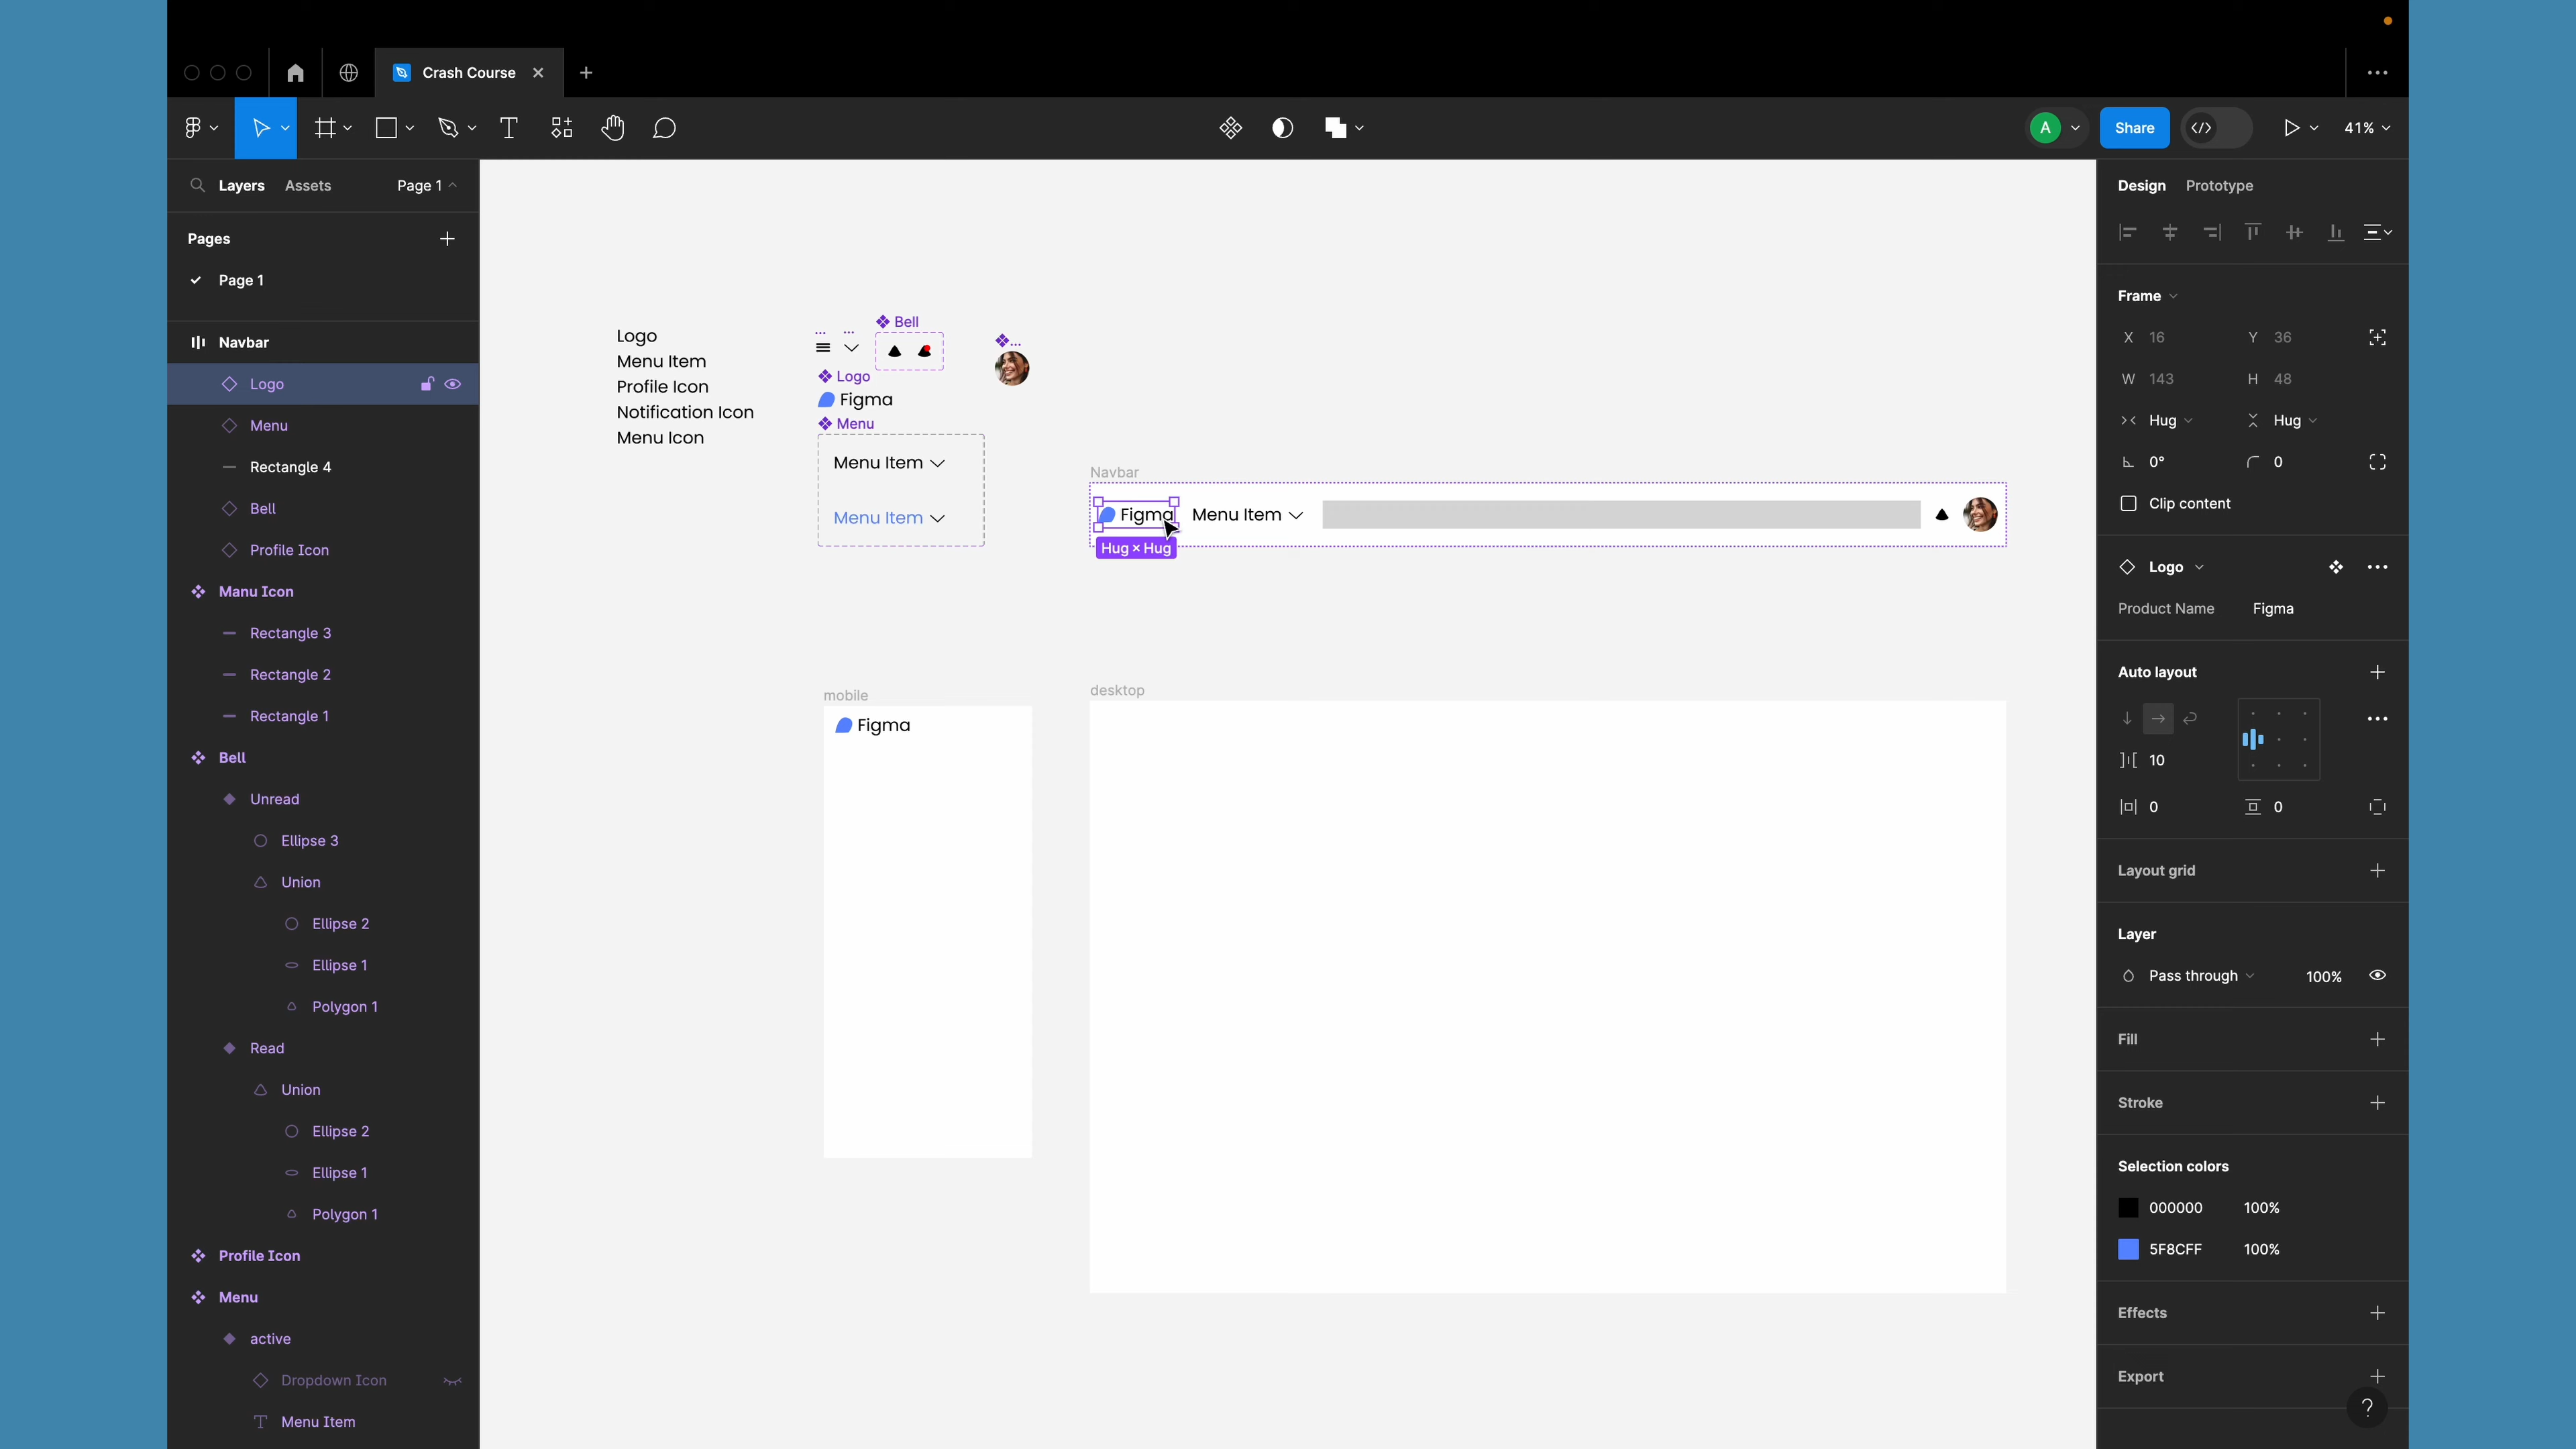 Crash Course
A
Share
41%
Layers
Assets
Page 1
Pages
Page 1
Navbar
Logo
Menu
Rectangle 4
Bell
Profile Icon
Manu Icon
Rectangle 3
Rectangle 2
Rectangle 1
Bell
Unread
Ellipse 3
Union
Ellipse 2
Ellipse 1
Polygon 1
Read
Union
Ellipse 2
Ellipse 1
Polygon 1
Profile Icon
Menu
active
Dropdown Icon
Menu Item
Logo
Menu Item
Profile Icon
Notification Icon
Menu Icon
... ...
Bell
...
Logo
Figma
Menu
Menu Item
Menu Item
Navbar
Figma
Menu Item
Hug × Hug
mobile
Figma
desktop
Design
Prototype
Frame
X 16
Y 36
W 143
H 48
Hug
Hug
0°
0
Clip content
Logo
Product Name
Figma
Auto layout
10
0
0
Layout grid
Layer
Pass through
100%
Fill
Stroke
Selection colors
000000
100%
5F8CFF
100%
Effects
Export
?